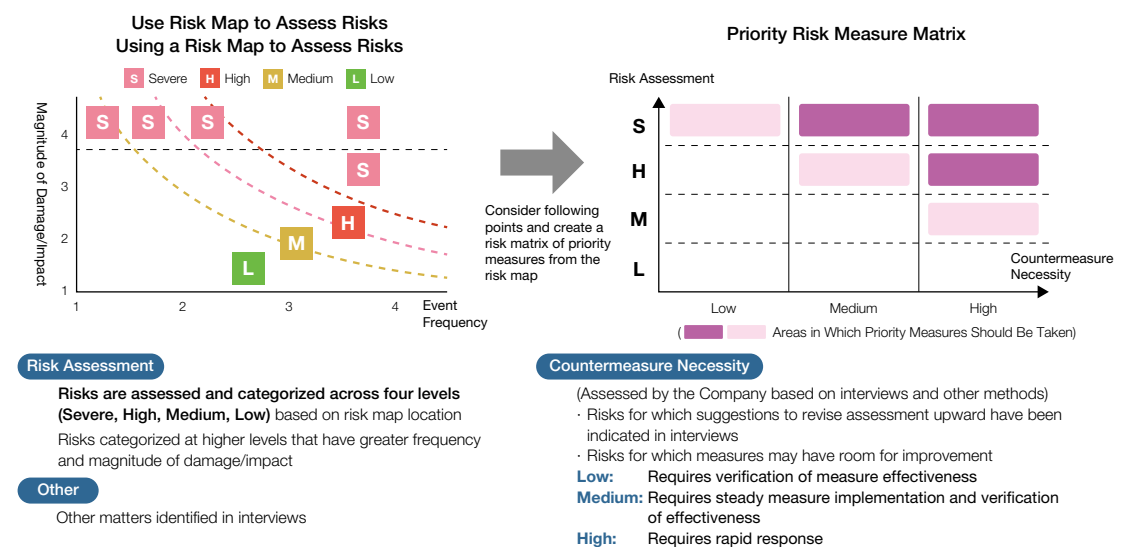 Use Risk Map to Assess Risks
Using a Risk Map to Assess Risks
S Severe H High M Medium L Low
Magnitude of Damage/Impact
4
3
2
1
S S S S
S
H
M
L
1 2 3 4
Event
Frequency
Consider following
points and create a
risk matrix of priority
measures from the
risk map
Priority Risk Measure Matrix
Risk Assessment
S
H
M
L
Countermeasure
Necessity
Low Medium High
( Areas in Which Priority Measures Should Be Taken)
Risk Assessment
Risks are assessed and categorized across four levels
(Severe, High, Medium, Low) based on risk map location
Risks categorized at higher levels that have greater frequency
and magnitude of damage/impact
Other
Other matters identified in interviews
Countermeasure Necessity
(Assessed by the Company based on interviews and other methods)
· Risks for which suggestions to revise assessment upward have been
indicated in interviews
· Risks for which measures may have room for improvement
Low: Requires verification of measure effectiveness
Medium: Requires steady measure implementation and verification
of effectiveness
High: Requires rapid response